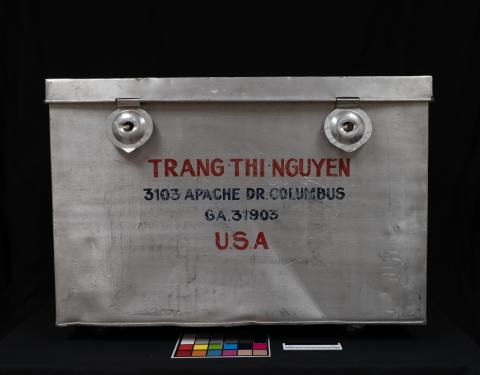 TRANG·THI·NGUYEN
3103 APACHE DR. COLUMBUS
GA. 31903
U.S.A